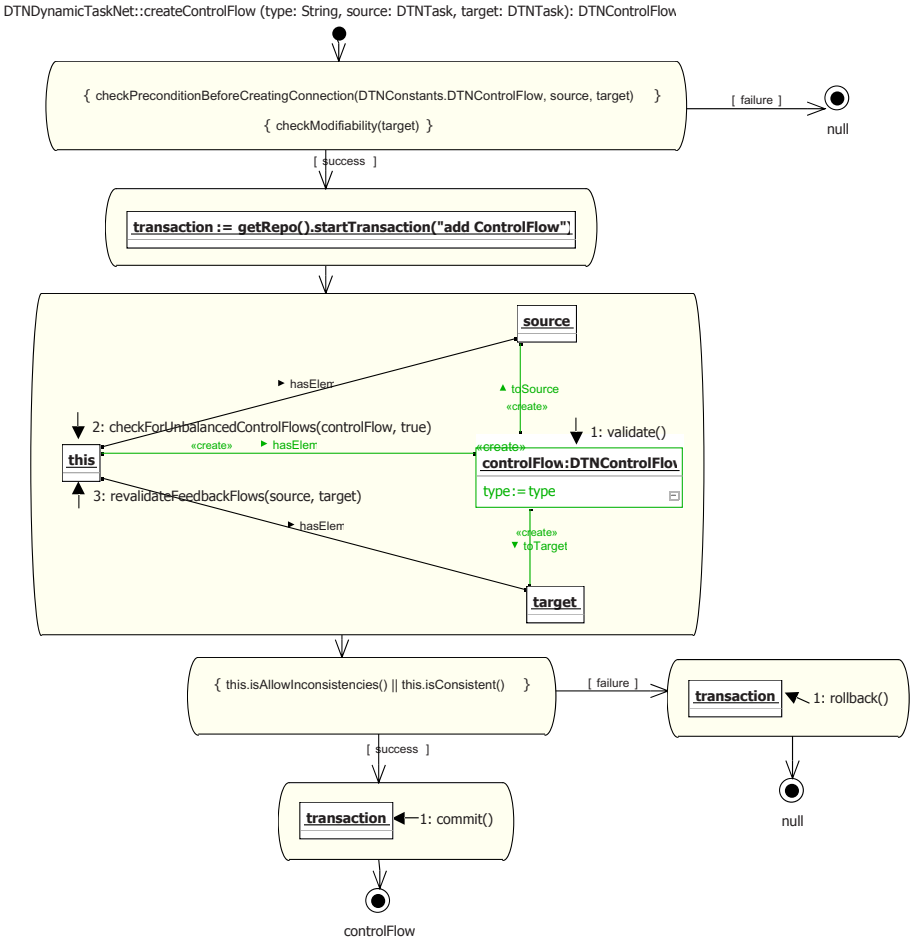 DTNDynamicTaskNet::createControlFlow (type: String, source: DTNTask, target: DTNTask): DTNControlFlow
{ checkPreconditionBeforeCreatingConnection(DTNConstants.DTNControlFlow, source, target) }
{ checkModifiability(target) }
[ failure ]
null
[ success ]
transaction := getRepo().startTransaction("add ControlFlow")
source
▶ hasElem
▲ toSource
«create»
2: checkForUnbalancedControlFlows(controlFlow, true)
1: validate()
«create» ▶ hasElem
«create»
this
controlFlow:DTNControlFlow
type:=type
3: revalidateFeedbackFlows(source, target)
▶ hasElem
«create»
▼ toTarget
target
{ this.isAllowInconsistencies() || this.isConsistent() }
[ failure ]
transaction
1: rollback()
[ success ]
null
transaction
1: commit()
controlFlow